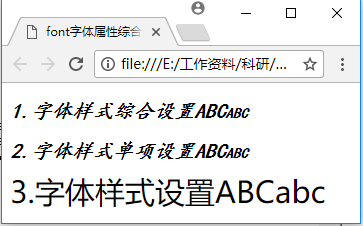 font字体属性综合
file:///E:/工作资料/科研/...
1. 字体样式综合设置ABCABC
2. 字体样式单项设置ABCABC
3.字体样式设置ABCabc